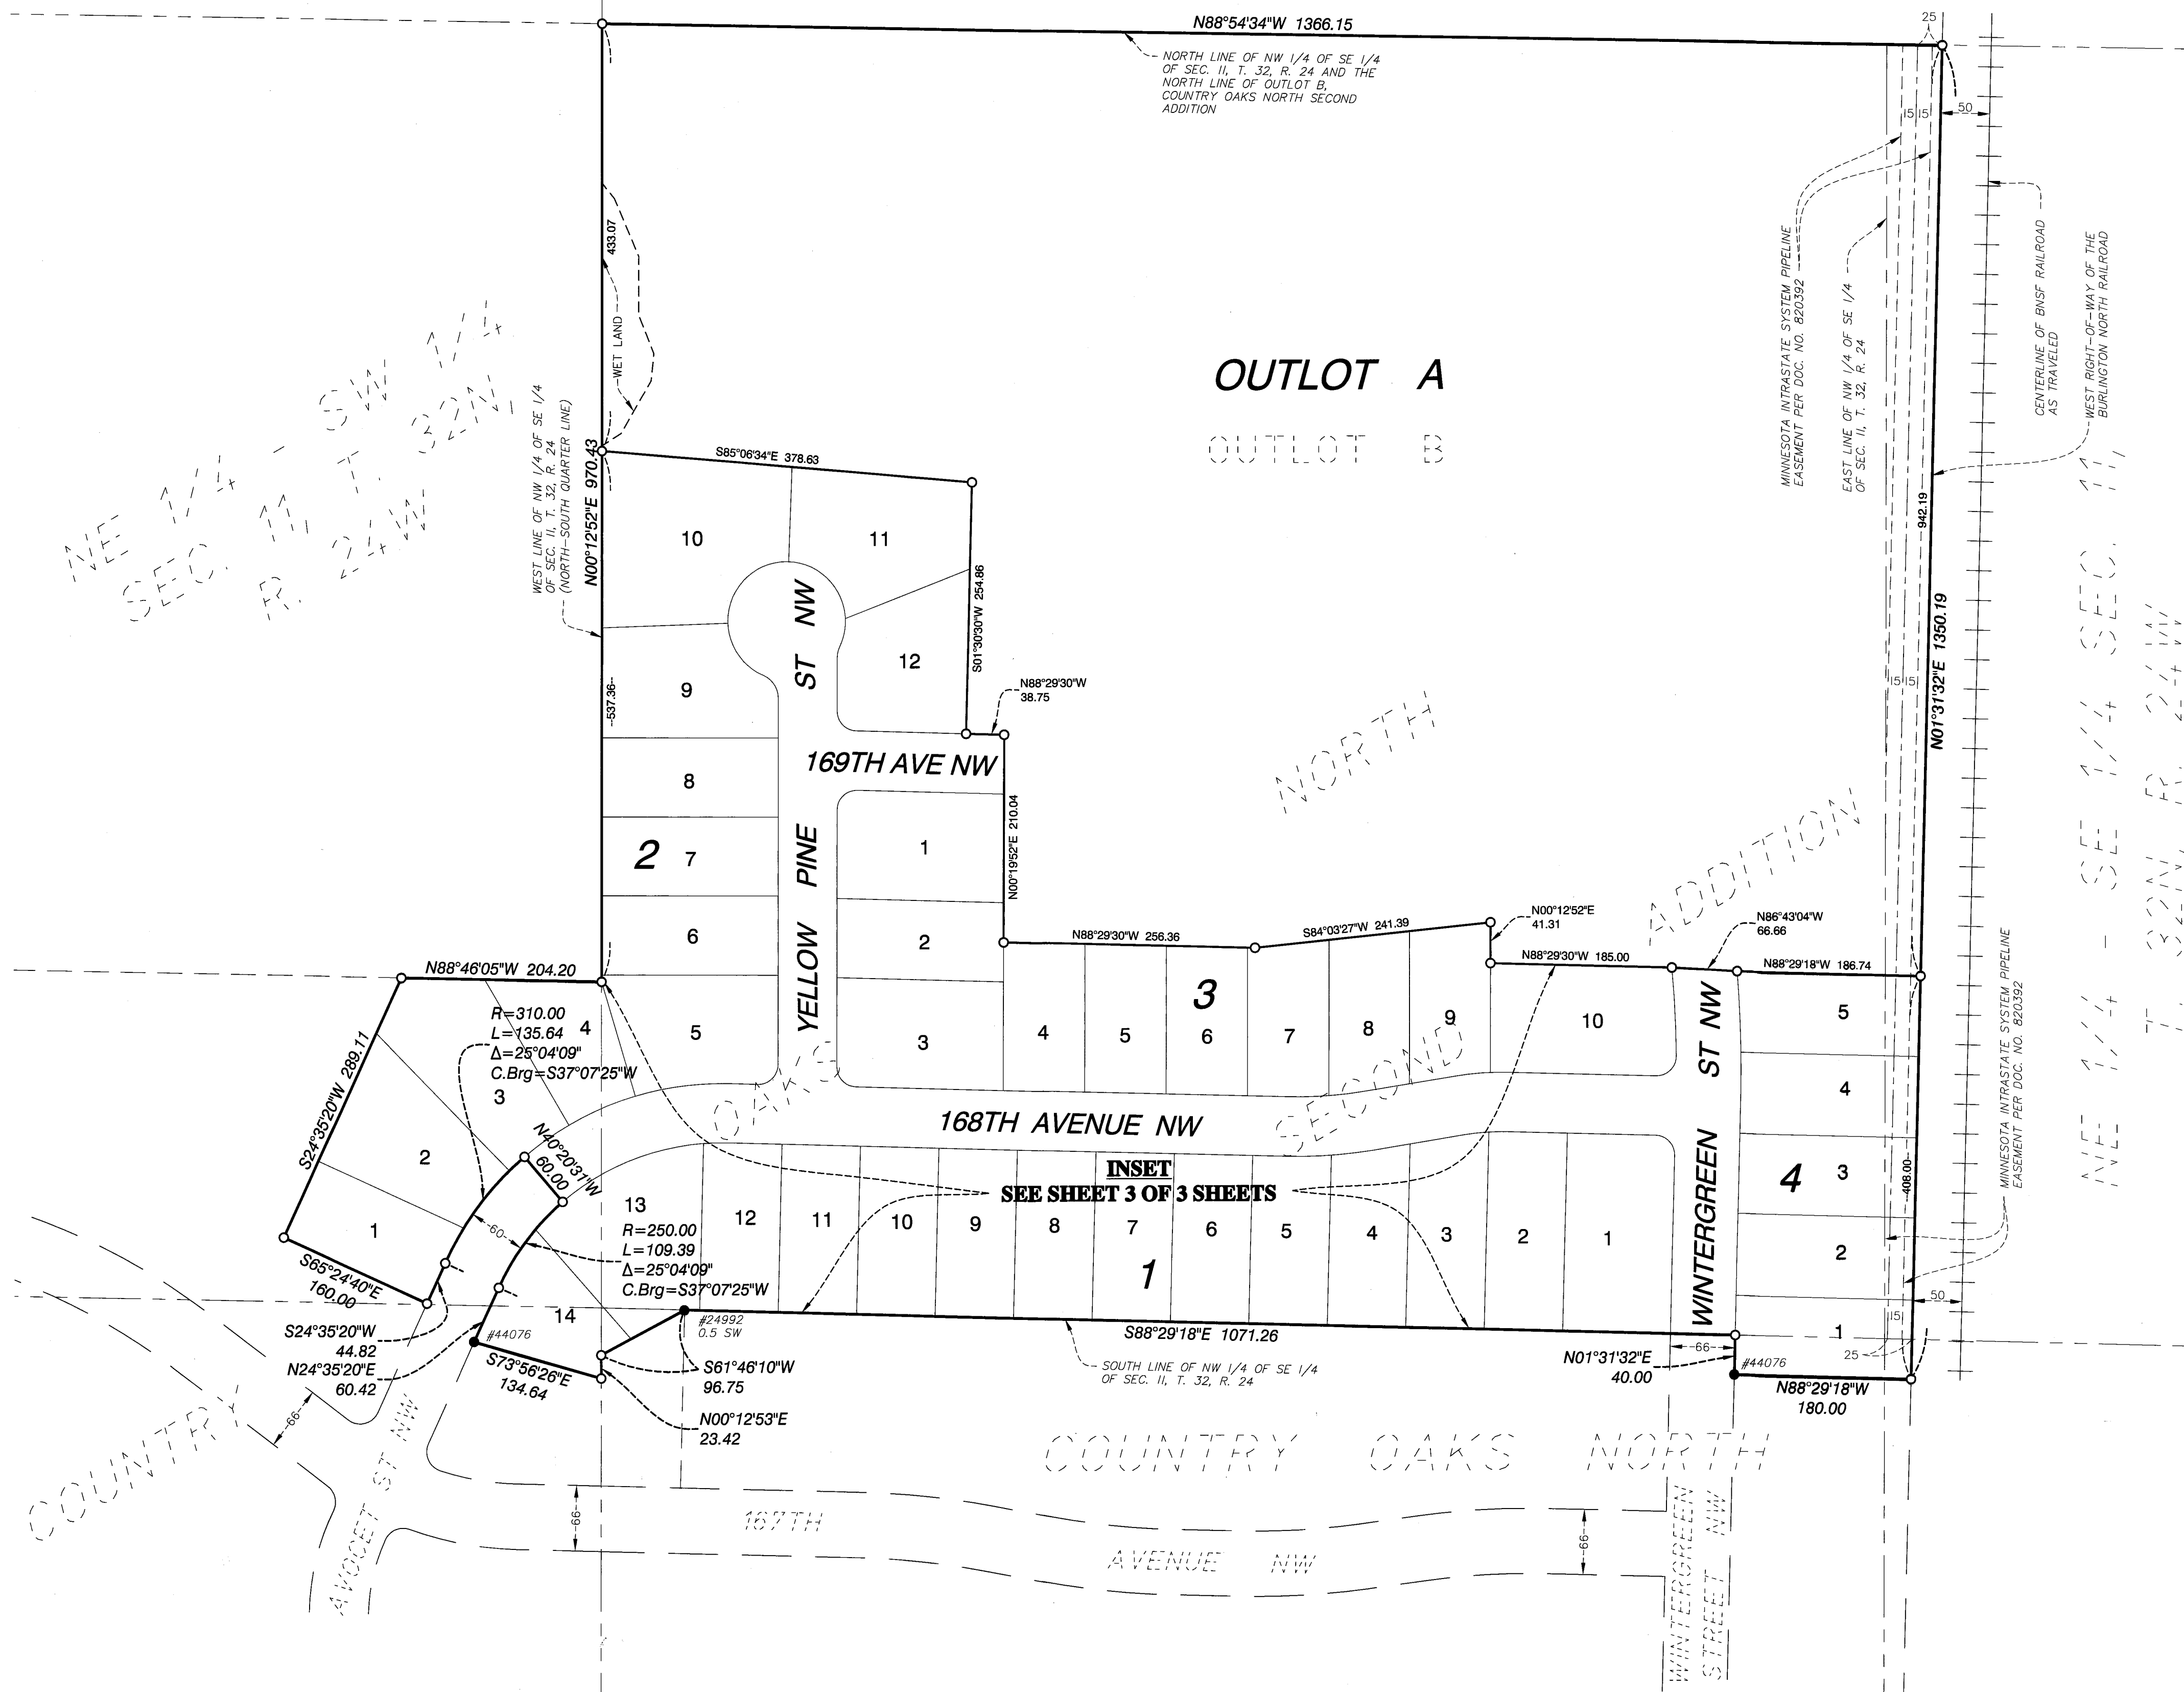 N88°54'34"W 1366.15
NORTH LINE OF NW 1/4 OF SE 1/4
OF SEC. 11, T. 32, R. 24 AND THE
NORTH LINE OF OUTLOT B,
COUNTRY OAKS NORTH SECOND
ADDITION
25
50
15 15
433.07
WET LAND
OUTLOT A
OUTLOT B
MINNESOTA INTRASTATE SYSTEM PIPELINE
EASEMENT PER DOC. NO. 820392
EAST LINE OF NW 1/4 OF SE 1/4
OF SEC. 11, T. 32, R. 24
CENTERLINE OF BNSF RAILROAD
AS TRAVELED
WEST RIGHT-OF-WAY OF THE
BURLINGTON NORTH RAILROAD
942.19
N01°31'32"E 1350.19
15 15
NE 1/4 - SE 1/4 SEC. 11,
T. 32N, R. 24W
NE 1/4 - SW 1/4
SEC. 11, T. 32N,
R. 24W
WEST LINE OF NW 1/4 OF SE 1/4
OF SEC. 11, T. 32, R. 24
(NORTH-SOUTH QUARTER LINE)
N00°12'52"E 970.43
537.36
S85°06'34"E 378.63
10
11
S01°30'30"W 254.86
12
9
N88°29'30"W
38.75
YELLOW PINE ST NW
169TH AVE NW
8
2
7
6
5
1
2
3
N00°19'52"E 210.04
NORTH
ADDITION
N88°29'30"W 256.36
S84°03'27"W 241.39
N00°12'52"E
41.31
N88°29'30"W 185.00
N86°43'04"W
66.66
N88°29'18"W 186.74
3
4
5
6
7
8
9
10
WINTERGREEN ST NW
5
4
4
3
2
1
408.00
MINNESOTA INTRASTATE SYSTEM PIPELINE
EASEMENT PER DOC. NO. 820392
50
15
25
N88°46'05"W 204.20
R=310.00
L=135.64
Δ=25°04'09"
C.Brg=S37°07'25"W
4
3
2
1
S24°35'20"W 289.11
N40°20'31"W
60.00
60
S65°24'40"E
160.00
OAKS
SECOND
168TH AVENUE NW
INSET
SEE SHEET 3 OF 3 SHEETS
13
12
11
10
9
8
7
6
5
4
3
2
1
1
R=250.00
L=109.39
Δ=25°04'09"
C.Brg=S37°07'25"W
14
#24992
0.5 SW
S88°29'18"E 1071.26
SOUTH LINE OF NW 1/4 OF SE 1/4
OF SEC. 11, T. 32, R. 24
66
N01°31'32"E
40.00
#44076
N88°29'18"W
180.00
S24°35'20"W
44.82
N24°35'20"E
60.42
#44076
S73°56'26"E
134.64
S61°46'10"W
96.75
N00°12'53"E
23.42
66
COUNTRY
AVOCET ST NW
COUNTRY OAKS NORTH
66
167TH
AVENUE NW
66
WINTERGREEN
STREET NW